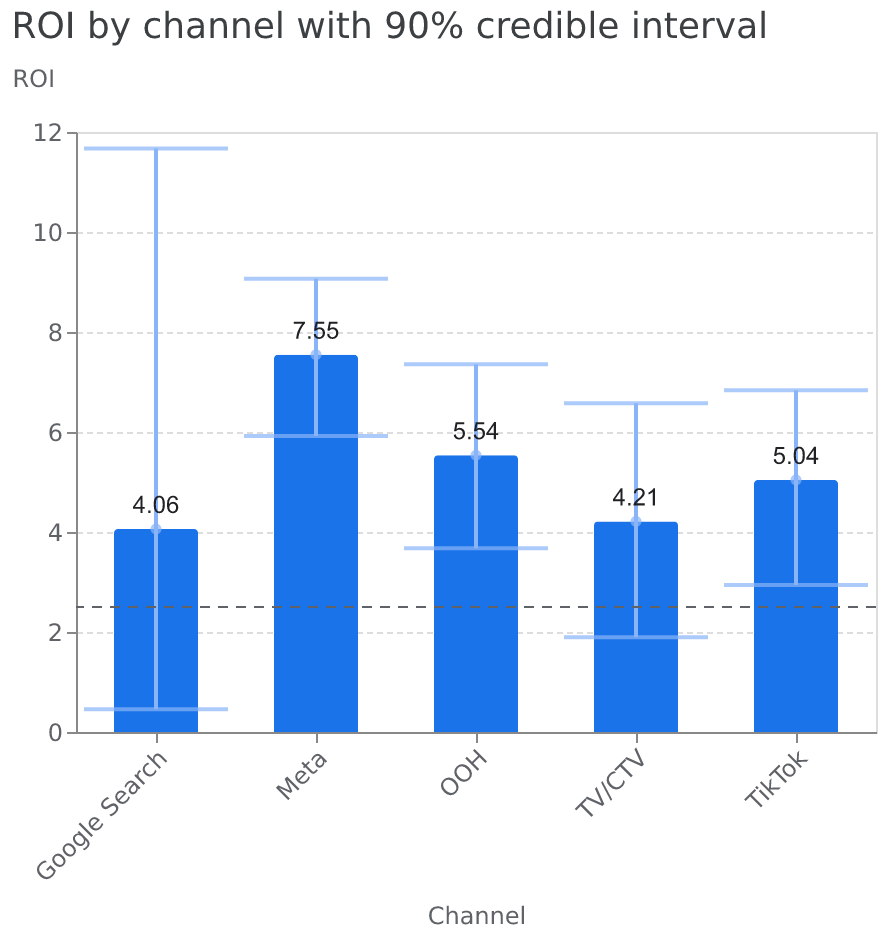 ROI by channel with 90% credible interval
ROI
12
10
8
6
4
2
0
4.06
7.55
5.54
4.21
5.04
Google Search
Meta
OOH
TV/CTV
TikTok
Channel